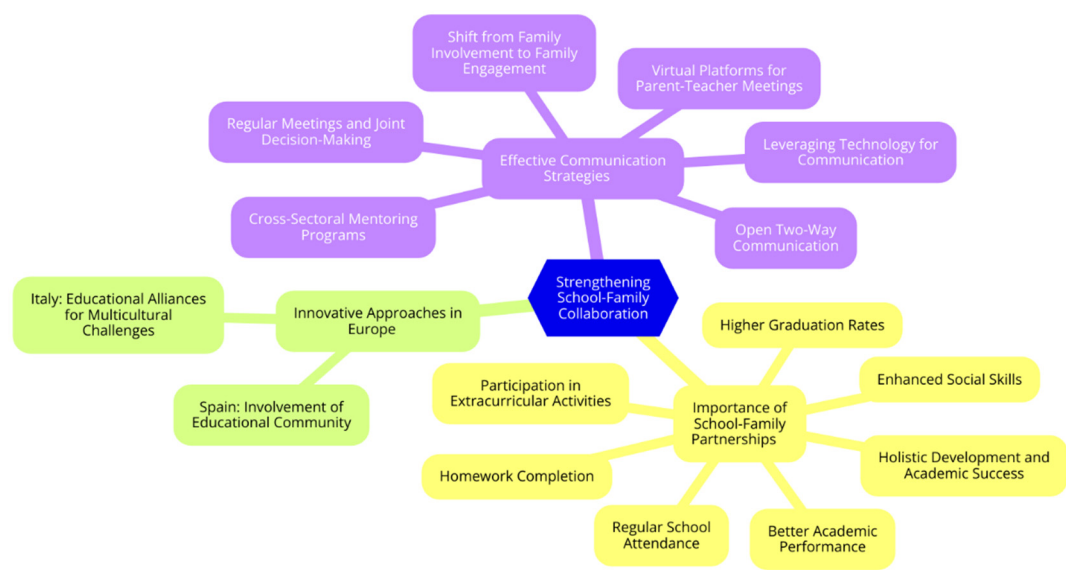 Shift from Family
Involvement to Family
Engagement
Virtual Platforms for
Parent-Teacher Meetings
Regular Meetings and Joint
Decision-Making
Leveraging Technology for
Communication
Effective Communication
Strategies
Cross-Sectoral Mentoring
Programs
Open Two-Way
Communication
Strengthening
School-Family
Collaboration
Italy: Educational Alliances
for Multicultural
Challenges
Innovative Approaches in
Europe
Spain: Involvement of
Educational Community
Higher Graduation Rates
Participation in
Extracurricular Activities
Enhanced Social Skills
Importance of
School-Family
Partnerships
Homework Completion
Holistic Development and
Academic Success
Regular School
Attendance
Better Academic
Performance